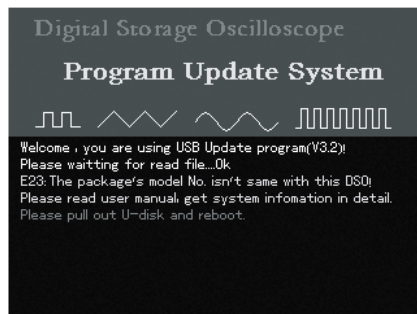 Digital Storage Oscilloscope
Program Update System
Welcome , you are using USB Update program(V3.2)!
Please waitting for read file....Ok
E23: The package's model No. isn't same with this DSO!
Please read user manual, get system infomation in detail.
Please pull out U-disk and reboot.